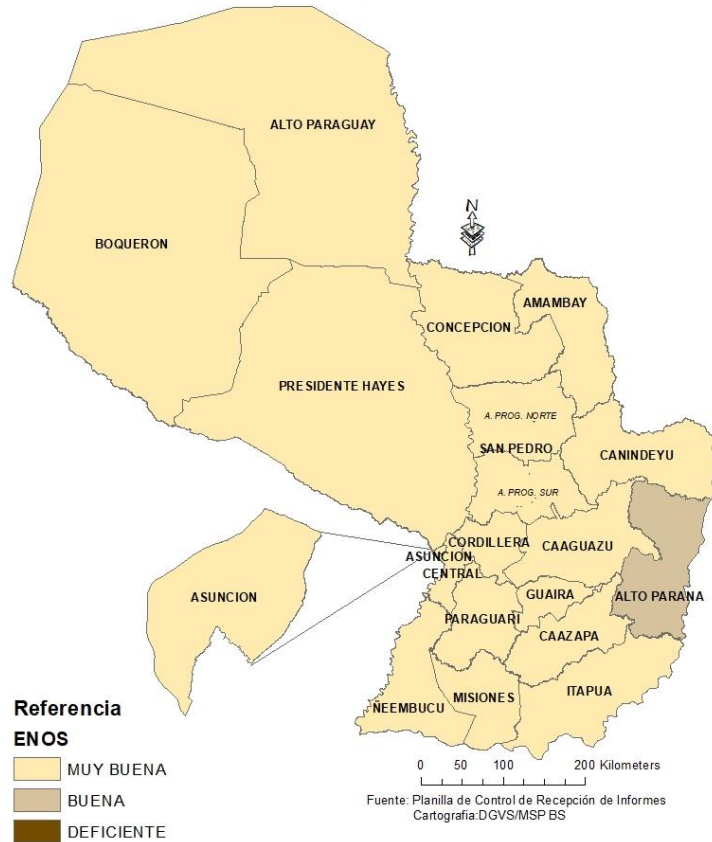 ALTO PARAGUAY
BOQUERON
N
AMAMBAY
CONCEPCION
PRESIDENTE HAYES
A. PROG. NORTE
SAN PEDRO
CANINDEYU
A. PROG. SUR
CORDILLERA
CAAGUAZU
ASUNCION
CENTRAL
ASUNCION
GUAIRA
ALTO PARANA
PARAGUARI
CAAZAPA
ÑEEMBUCU
MISIONES
ITAPUA
Referencia
ENOS
MUY BUENA
BUENA
DEFICIENTE
0 50 100 200 Kilometers
Fuente: Planilla de Control de Recepción de Informes
Cartografia:DGVS/MSP BS